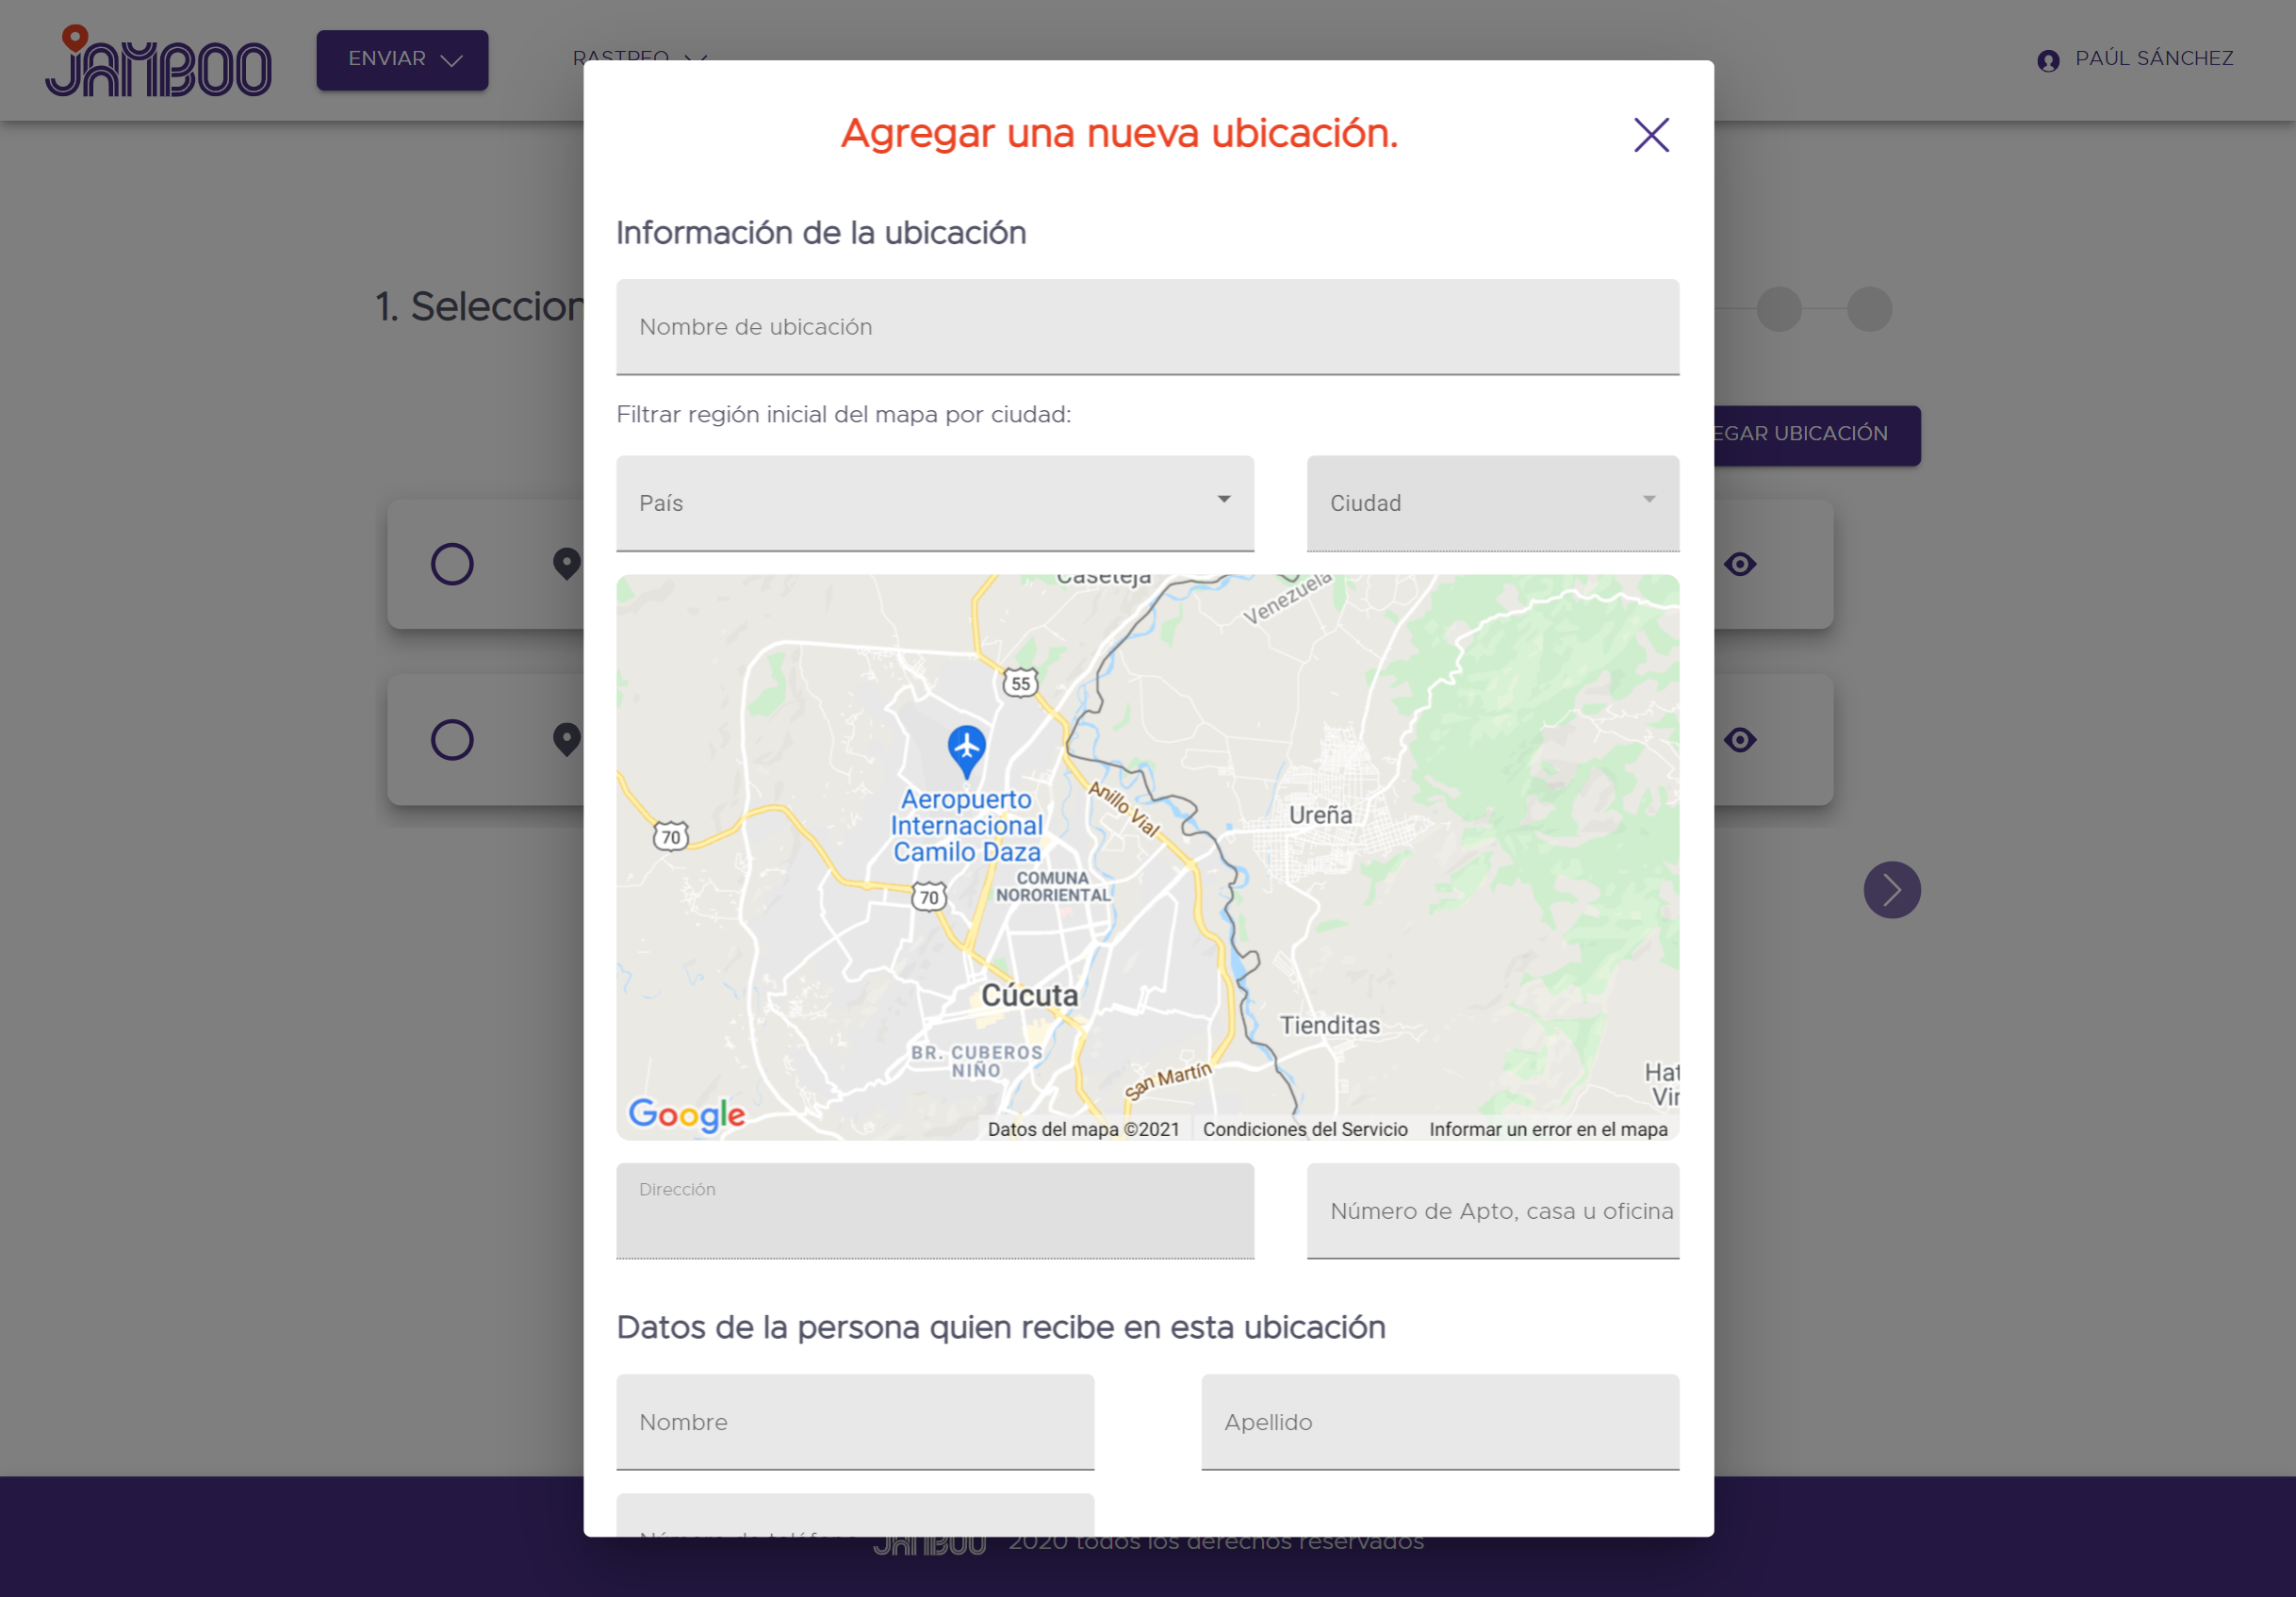 JAMBOO
ENVIAR
RASTREO
PAÚL SÁNCHEZ
Agregar una nueva ubicación.
Información de la ubicación
1. Seleccion
Nombre de ubicación
Filtrar región inicial del mapa por ciudad:
EGAR UBICACIÓN
País
Ciudad
Caseteja
Venezuela
55
Anillo Vial
Aeropuerto
Internacional
Camilo Daza
Ureña
70
COMUNA
NORORIENTAL
70
Cúcuta
Tienditas
BR. CUBEROS
NIÑO
San Martín
Hat
Vir
Google
Datos del mapa ©2021
Condiciones del Servicio
Informar un error en el mapa
Dirección
Número de Apto, casa u oficina
Datos de la persona quien recibe en esta ubicación
Nombre
Apellido
Número de teléfono
JAMBOO 2020 todos los derechos reservados